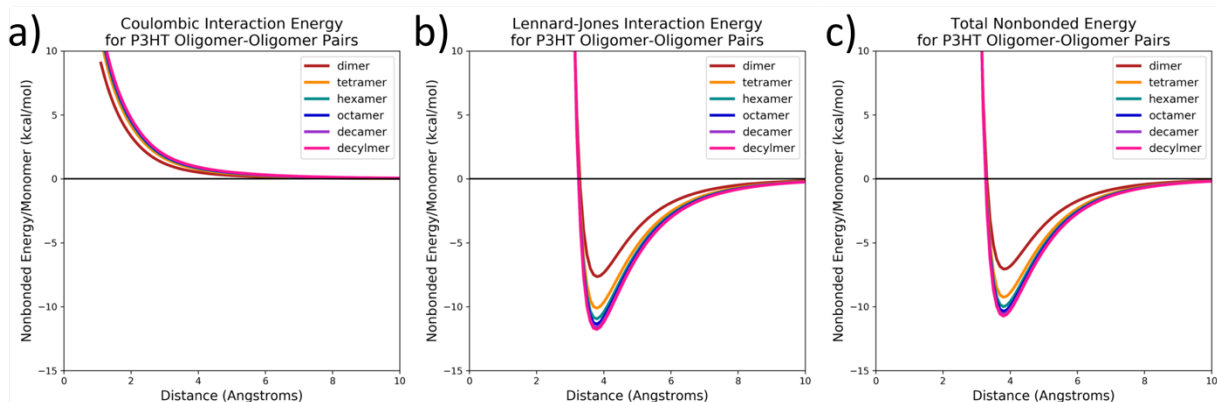 a)
Coulombic Interaction Energy
for P3HT Oligomer-Oligomer Pairs
Nonbonded Energy/Monomer (kcal/mol)
10
5
0
−5
−10
−15
dimer
tetramer
hexamer
octamer
decamer
decylmer
0 2 4 6 8 10
Distance (Angstroms)
b)
Lennard-Jones Interaction Energy
for P3HT Oligomer-Oligomer Pairs
Nonbonded Energy/Monomer (kcal/mol)
10
5
0
−5
−10
−15
dimer
tetramer
hexamer
octamer
decamer
decylmer
0 2 4 6 8 10
Distance (Angstroms)
c)
Total Nonbonded Energy
for P3HT Oligomer-Oligomer Pairs
Nonbonded Energy/Monomer (kcal/mol)
10
5
0
−5
−10
−15
dimer
tetramer
hexamer
octamer
decamer
decylmer
0 2 4 6 8 10
Distance (Angstroms)